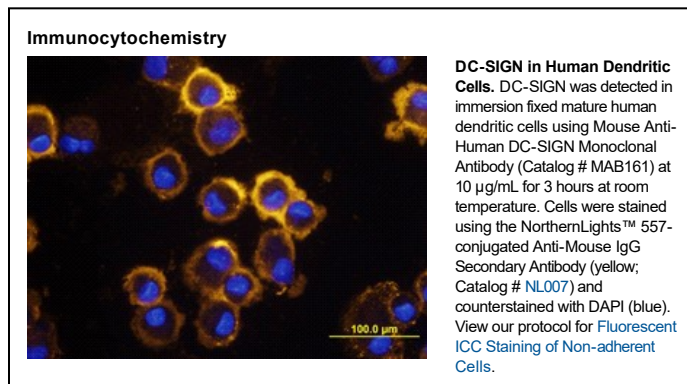 Immunocytochemistry
100.0 µm
DC-SIGN in Human Dendritic
Cells. DC-SIGN was detected in
immersion fixed mature human
dendritic cells using Mouse Anti-
Human DC-SIGN Monoclonal
Antibody (Catalog # MAB161) at
10 µg/mL for 3 hours at room
temperature. Cells were stained
using the NorthernLights™ 557-
conjugated Anti-Mouse IgG
Secondary Antibody (yellow;
Catalog # NL007) and
counterstained with DAPI (blue).
View our protocol for Fluorescent
ICC Staining of Non-adherent
Cells.